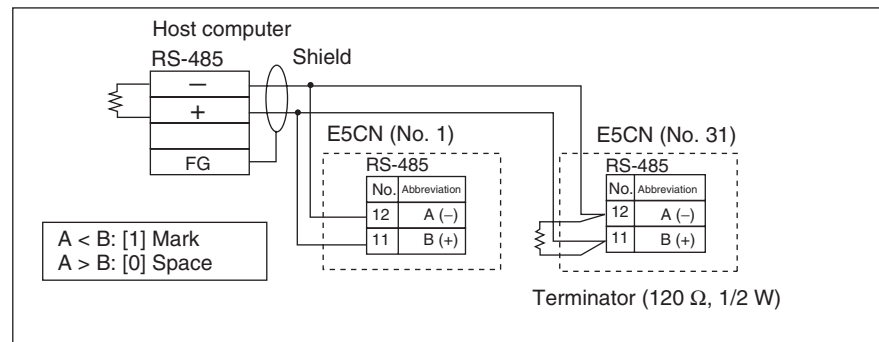 Host computer
RS-485
Shield
−
+
FG
E5CN (No. 1)
RS-485
No. Abbreviation
12 A (−)
11 B (+)
E5CN (No. 31)
RS-485
No. Abbreviation
12 A (−)
11 B (+)
A < B: [1] Mark
A > B: [0] Space
Terminator (120 Ω, 1/2 W)